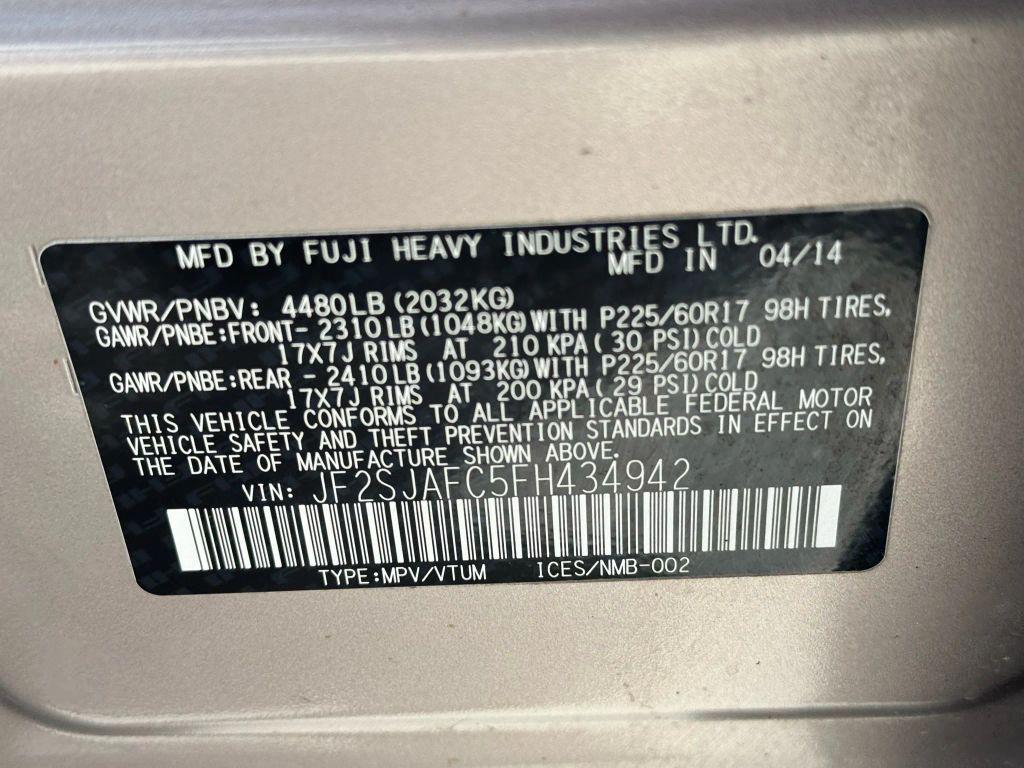 MFD BY FUJI HEAVY INDUSTRIES LTD.
MFD IN 04/14
GVWR/PNBV: 4480LB (2032KG)
GAWR/PNBE:FRONT- 2310LB (1048KG) WITH P225/60R17 98H TIRES,
17X7J RIMS AT 210 KPA ( 30 PSI) COLD
GAWR/PNBE:REAR - 2410LB (1093KG) WITH P225/60R17 98H TIRES,
17X7J RIMS AT 200 KPA ( 29 PSI) COLD
THIS VEHICLE CONFORMS TO ALL APPLICABLE FEDERAL MOTOR
VEHICLE SAFETY AND THEFT PREVENTION STANDARDS IN EFFECT ON
THE DATE OF MANUFACTURE SHOWN ABOVE.
VIN: JF2SJAFC5FH434942
TYPE:MPV/VTUM ICES/NMB-002